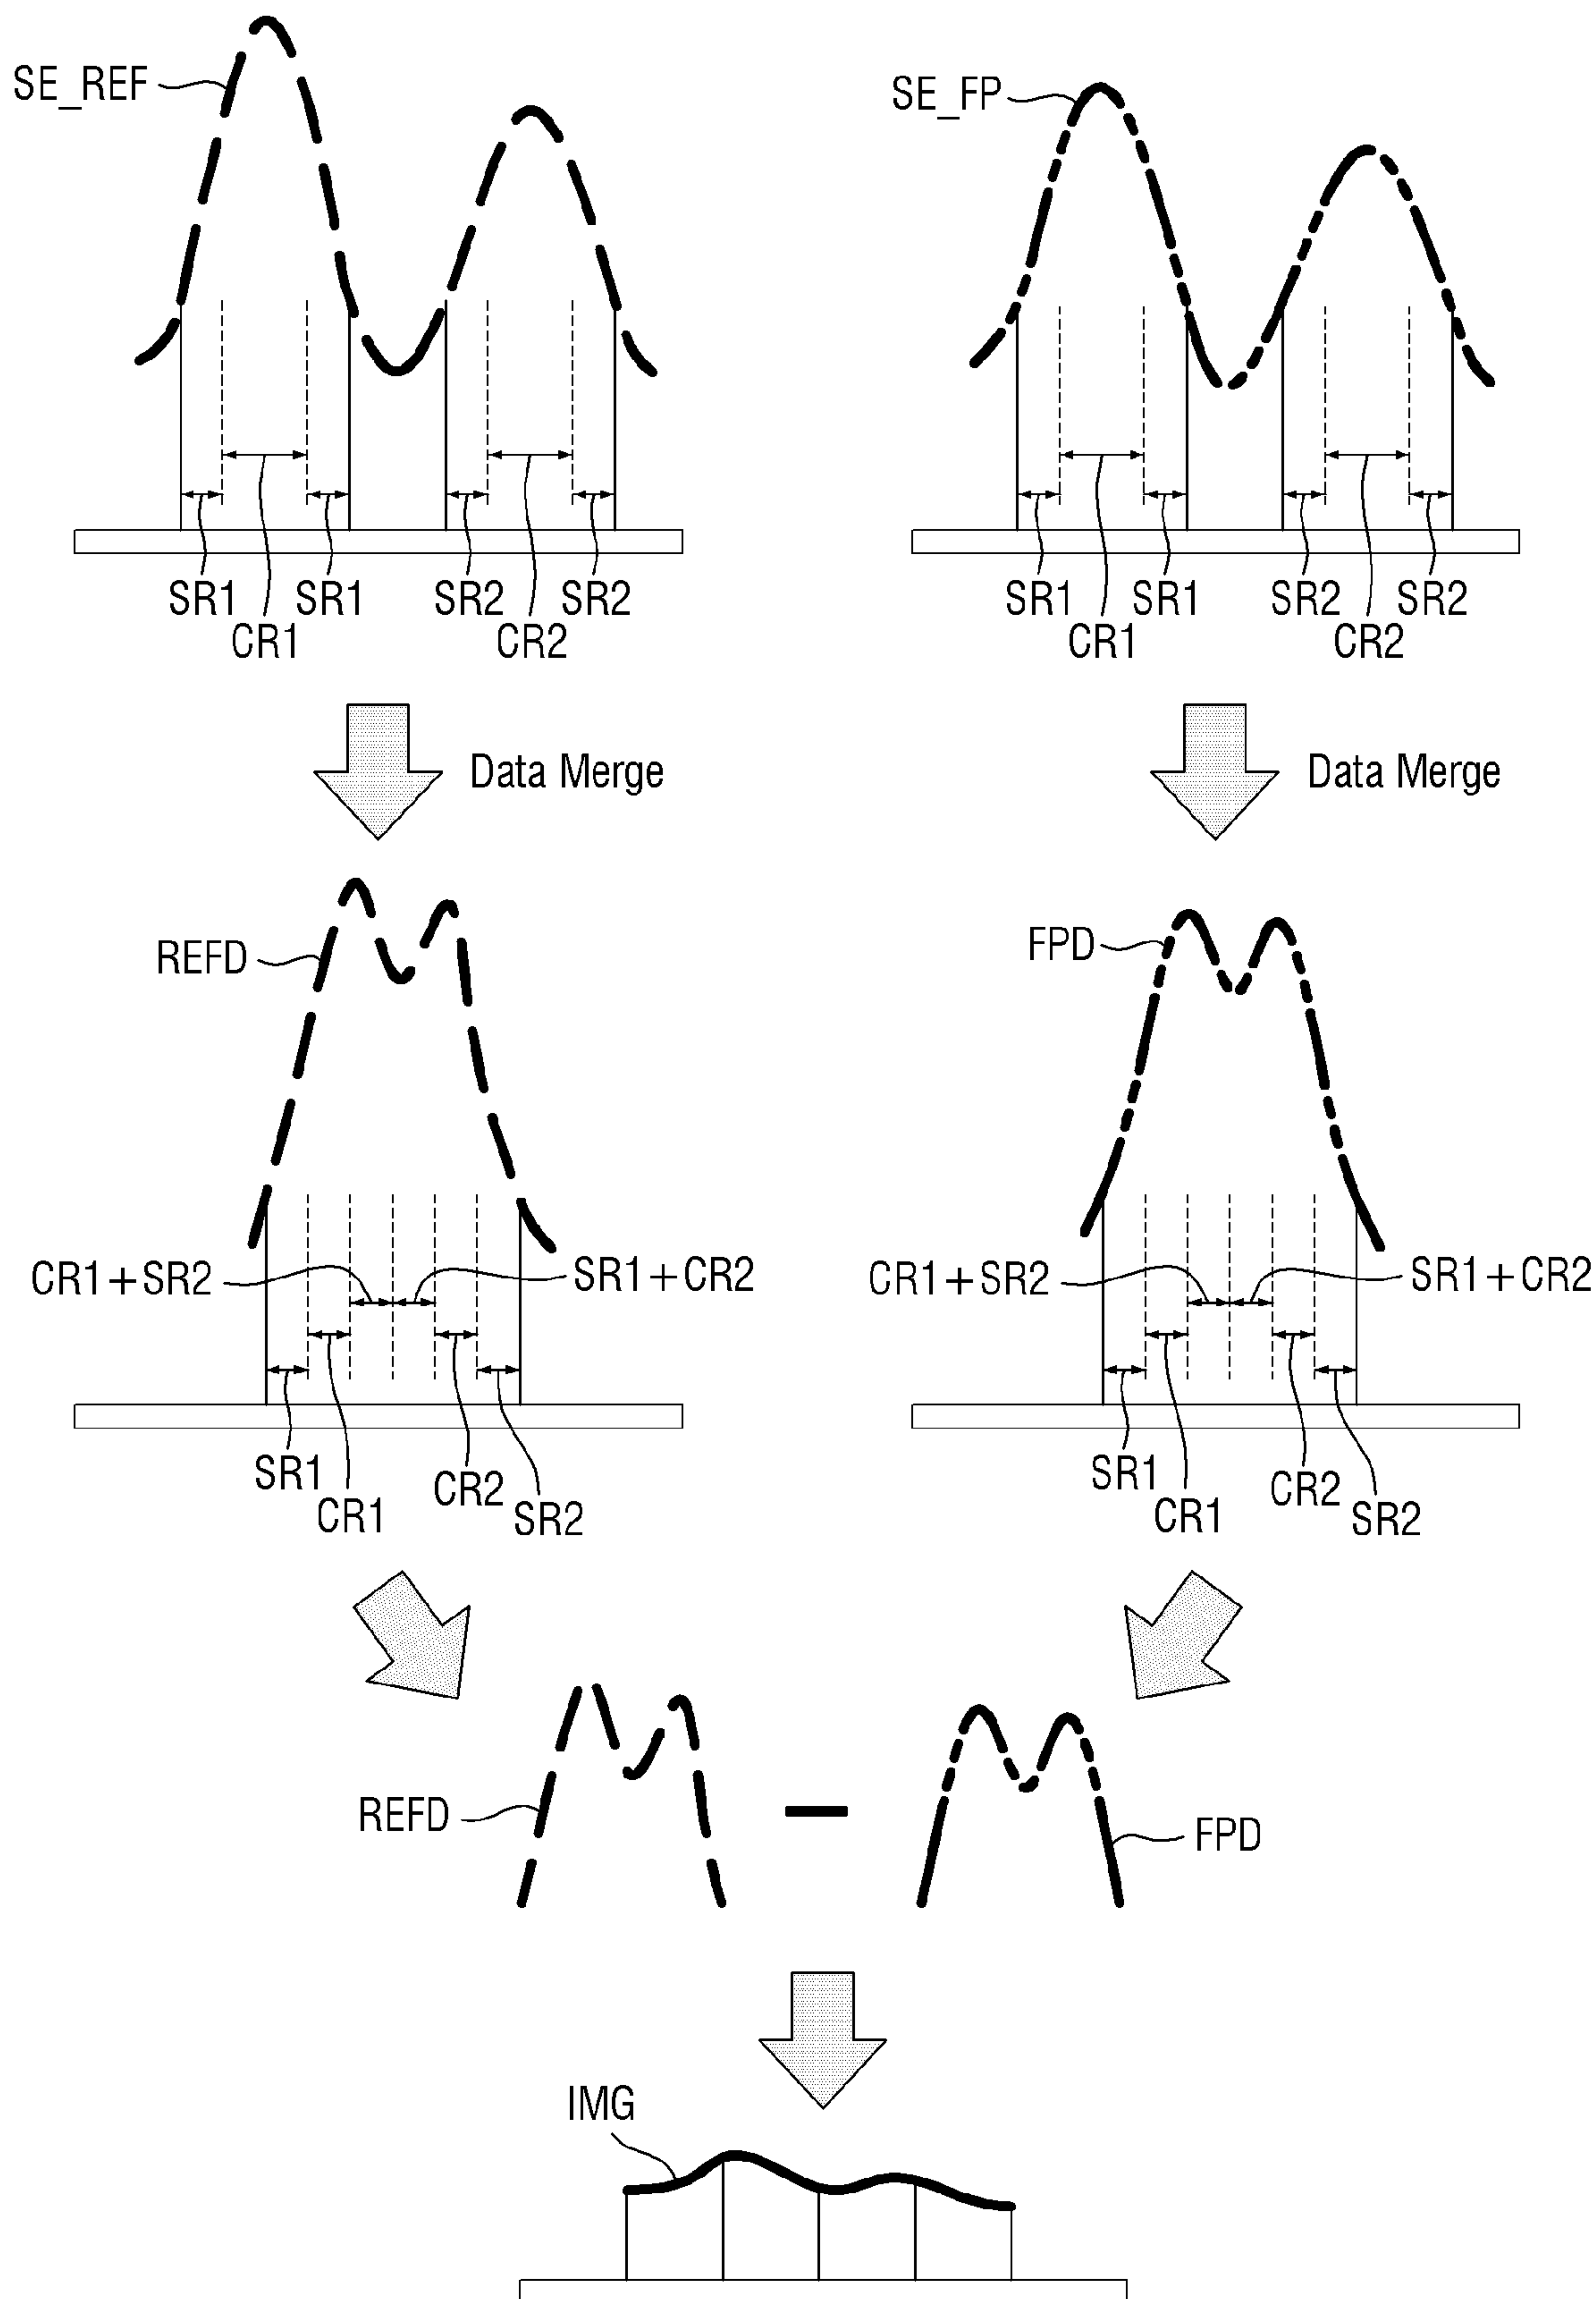 SE_REF
SE_FP
SR1 SR1 SR2 SR2
CR1 CR2
SR1 SR1 SR2 SR2
CR1 CR2
Data Merge
Data Merge
REFD
FPD
CR1+SR2 SR1+CR2
CR1+SR2 SR1+CR2
SR1 CR1 CR2 SR2
SR1 CR1 CR2 SR2
REFD
FPD
IMG